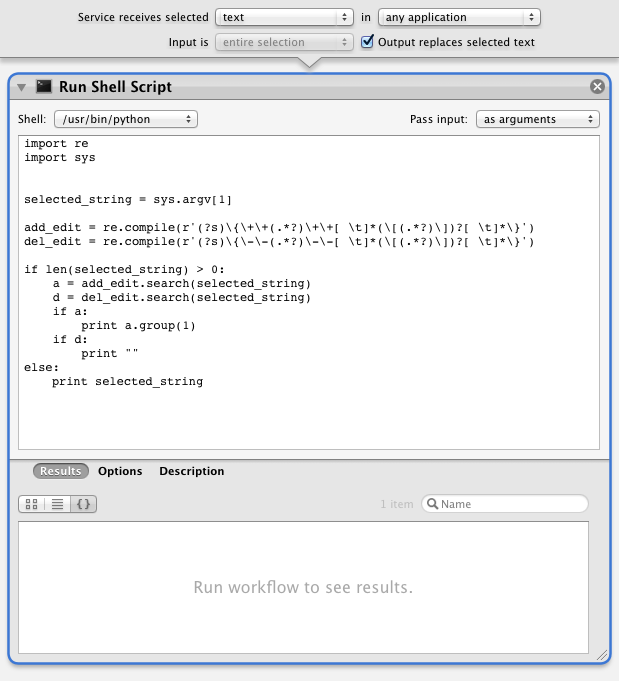 Service receives selected text in any application
Input is entire selection Output replaces selected text
Run Shell Script
Shell: /usr/bin/python Pass input: as arguments
import re
import sys
selected_string = sys.argv[1]
add_edit = re.compile(r'(?s)\{\+\+(.*?)\+\+[ \t]*(\[(.*?)\])?[ \t]*\}')
del_edit = re.compile(r'(?s)\{\-\-(.*?)\-\-[ \t]*(\[(.*?)\])?[ \t]*\}')
if len(selected_string) > 0:
    a = add_edit.search(selected_string)
    d = del_edit.search(selected_string)
    if a:
        print a.group(1)
    if d:
        print ""
else:
    print selected_string
Results Options Description
{} 1 item Name
Run workflow to see results.